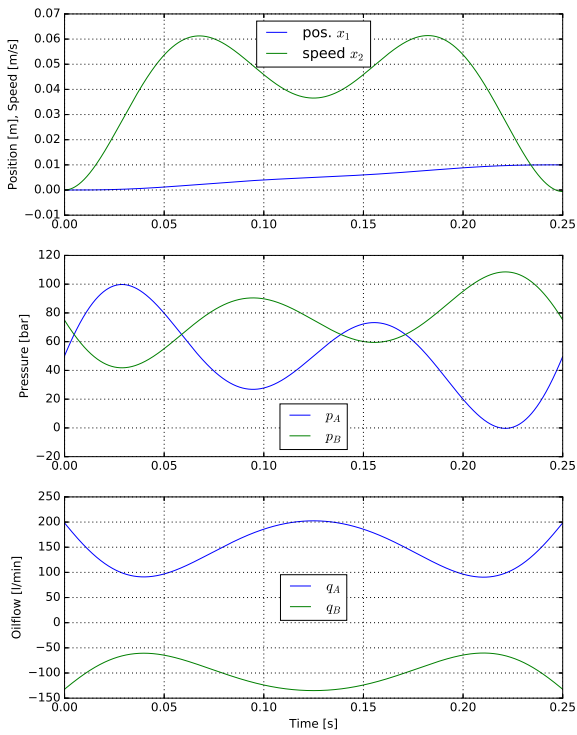 0.07
0.06
0.05
0.04
0.03
0.02
0.01
0.00
−0.01
Position [m], Speed [m/s]
pos. x₁
speed x₂
0.00 0.05 0.10 0.15 0.20 0.25
120
100
80
60
40
20
0
−20
Pressure [bar]
p_A
p_B
0.00 0.05 0.10 0.15 0.20 0.25
250
200
150
100
50
0
−50
−100
−150
Oilflow [l/min]
q_A
q_B
0.00 0.05 0.10 0.15 0.20 0.25
Time [s]